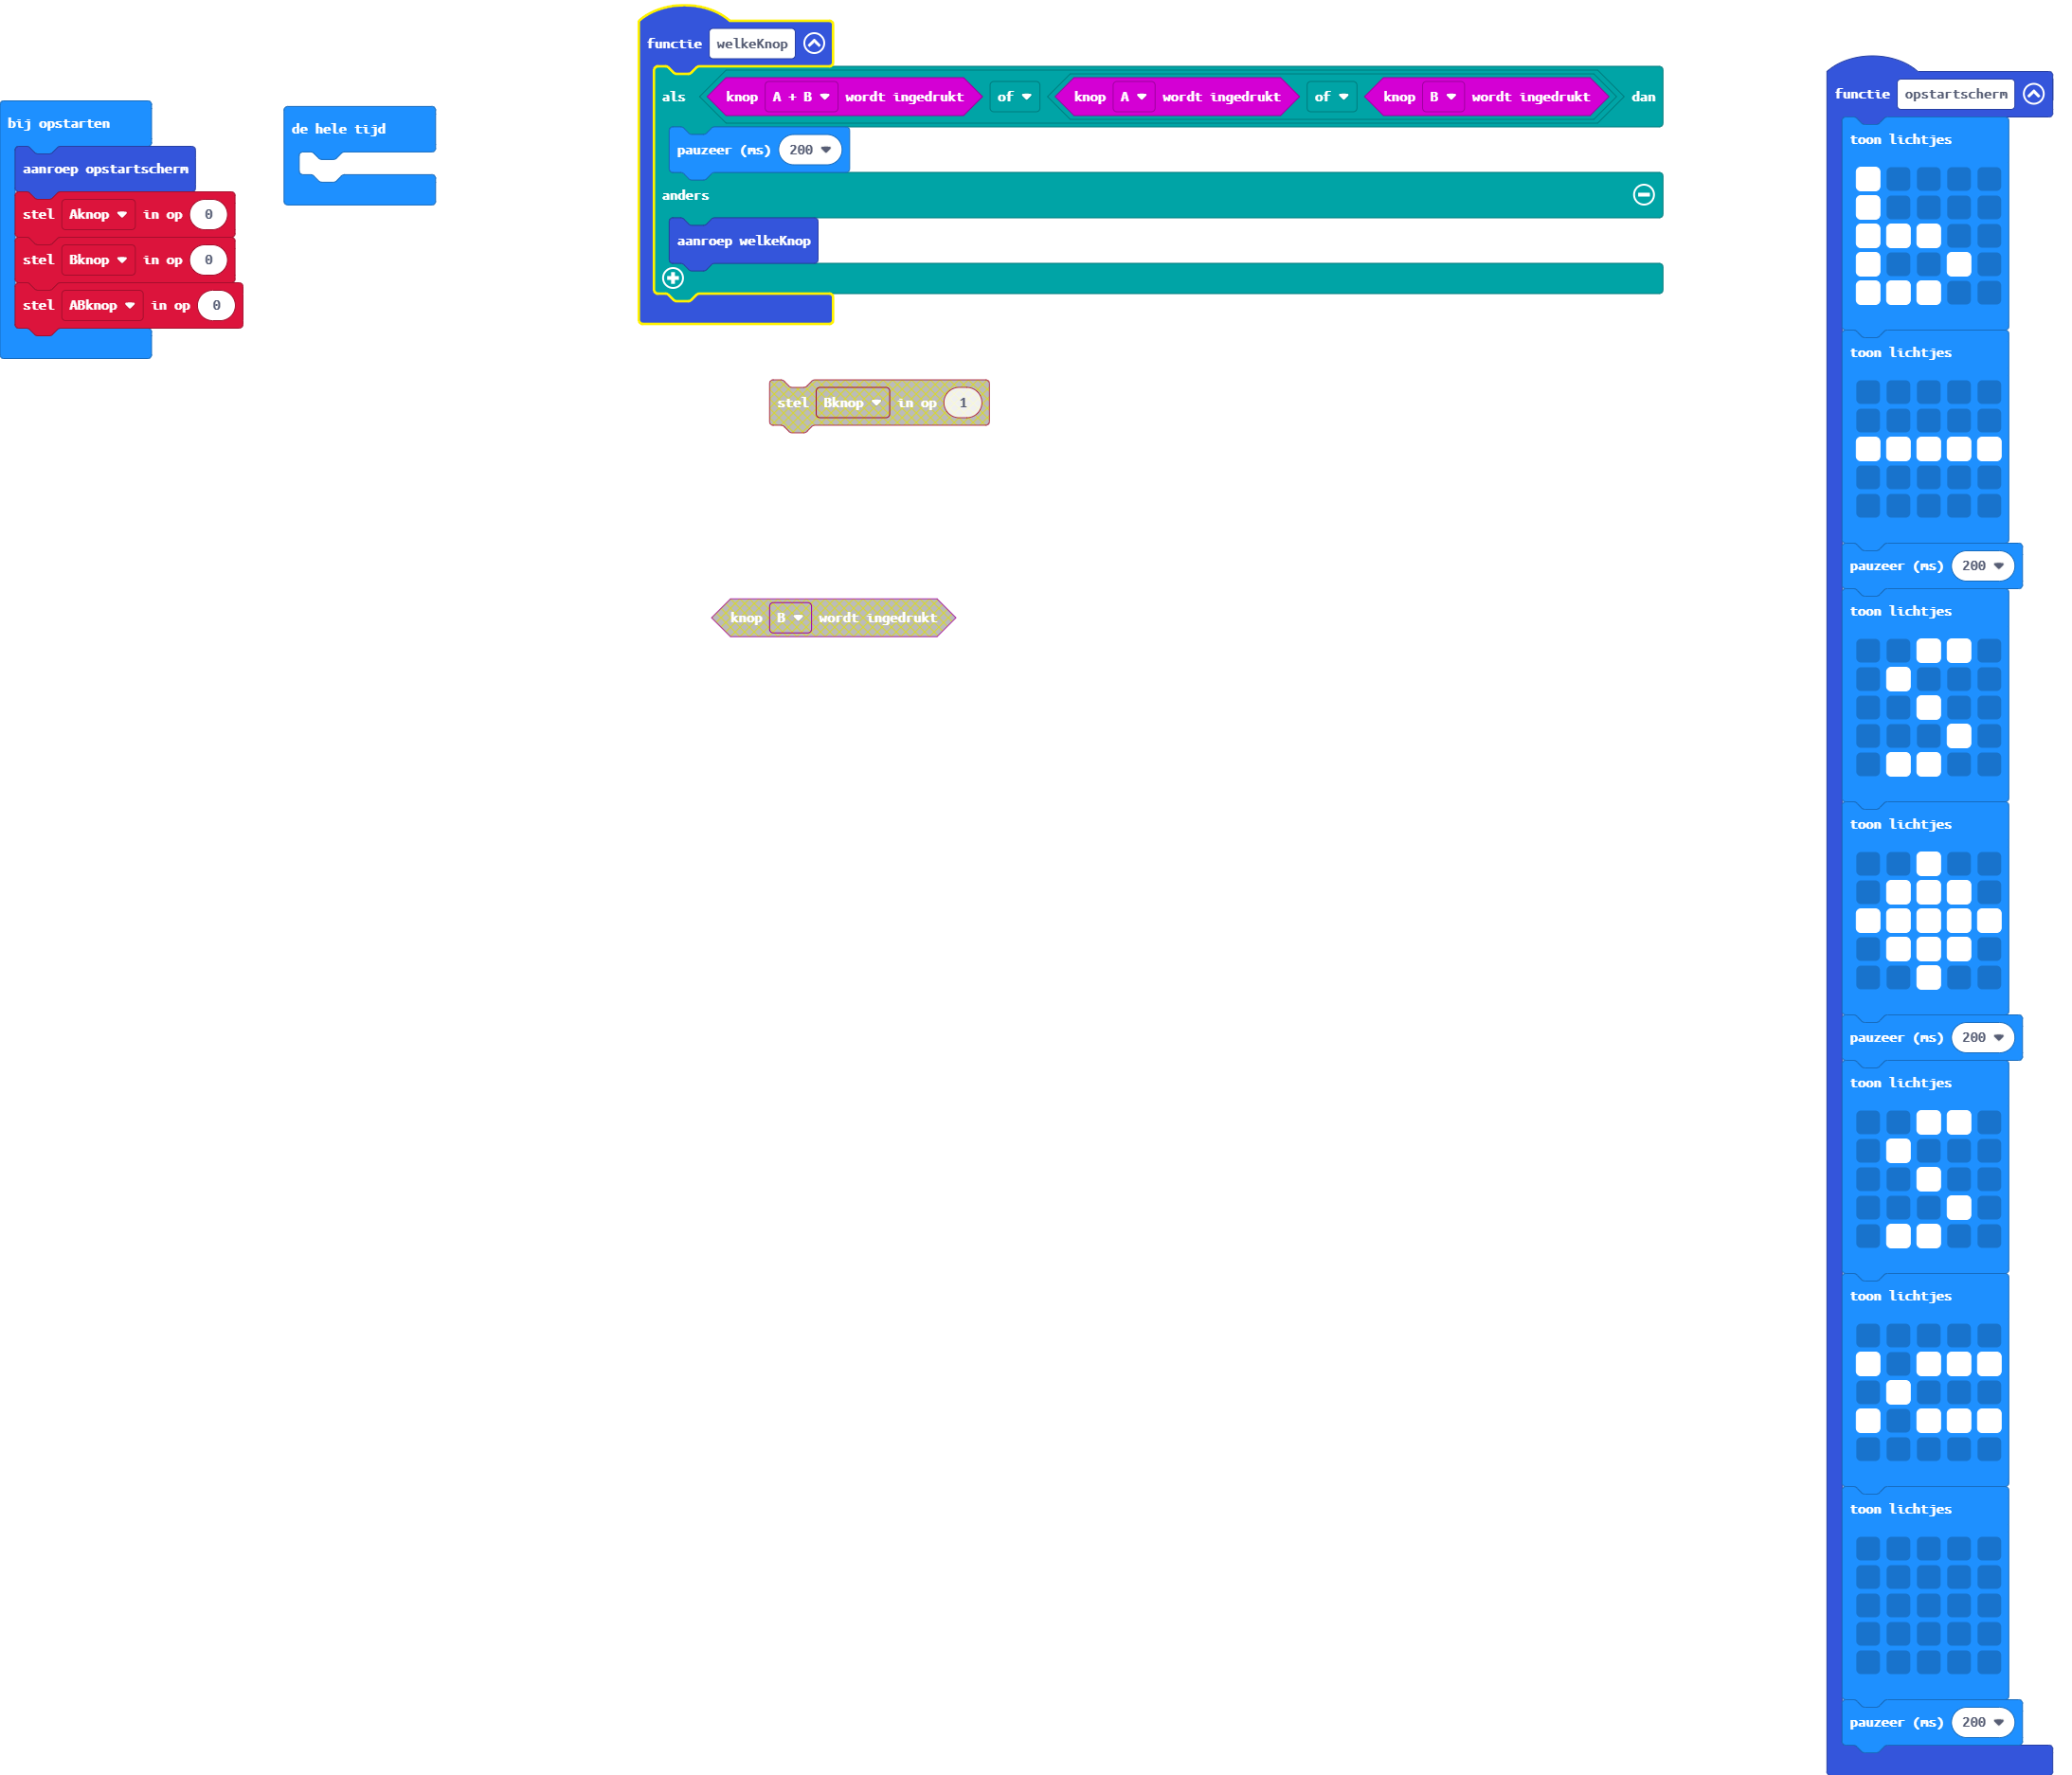 bij opstarten
aanroep opstartscherm
stel Aknop in op 0
stel Bknop in op 0
stel ABknop in op 0
de hele tijd
functie welkeKnop
als knop A + B wordt ingedrukt of knop A wordt ingedrukt of knop B wordt ingedrukt dan
pauzeer (ms) 200
anders
aanroep welkeKnop
stel Bknop in op 1
knop B wordt ingedrukt
functie opstartscherm
toon lichtjes
toon lichtjes
pauzeer (ms) 200
toon lichtjes
toon lichtjes
pauzeer (ms) 200
toon lichtjes
toon lichtjes
toon lichtjes
pauzeer (ms) 200